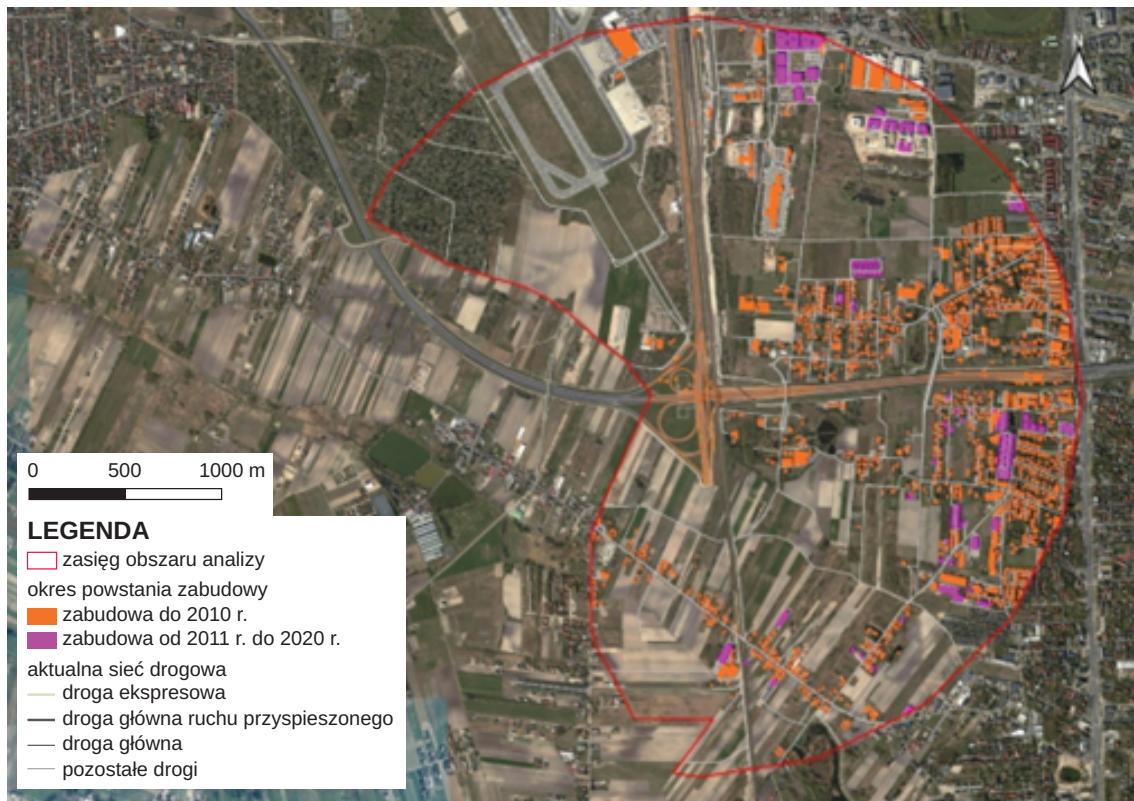 N
0 500 1000 m
LEGENDA
zasięg obszaru analizy
okres powstania zabudowy
zabudowa do 2010 r.
zabudowa od 2011 r. do 2020 r.
aktualna sieć drogowa
droga ekspresowa
droga główna ruchu przyspieszonego
droga główna
pozostałe drogi